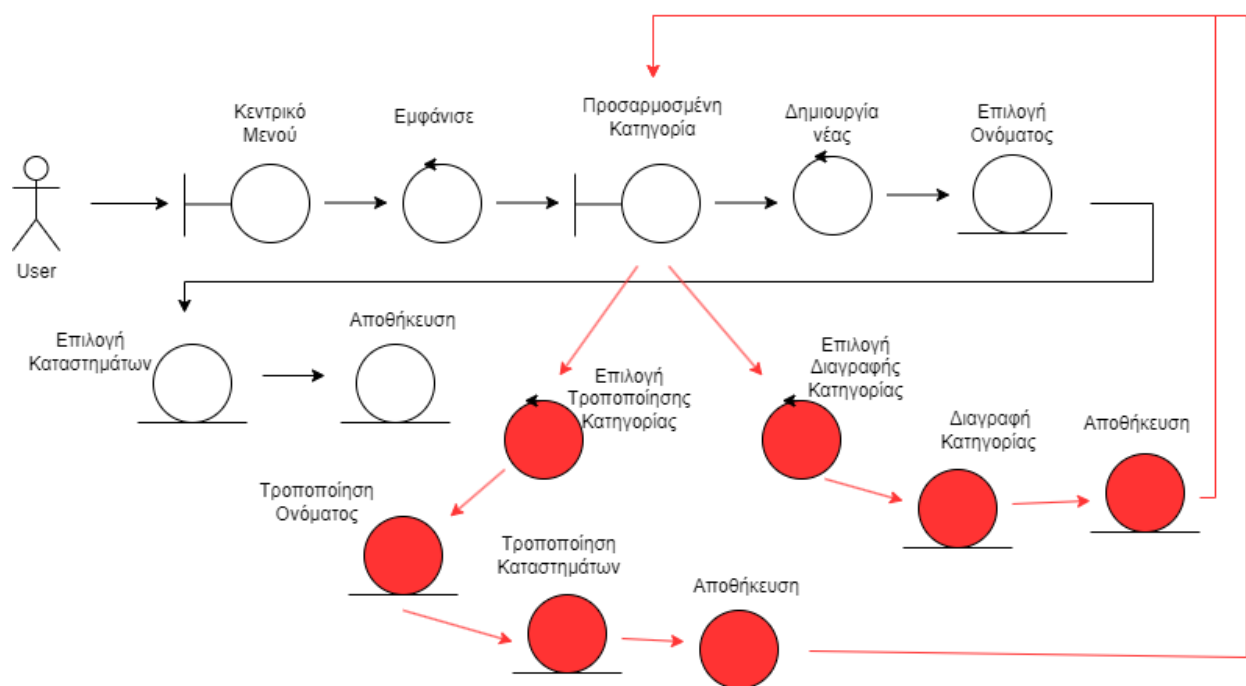 Κεντρικό
Μενού
Εμφάνισε
Προσαρμοσμένη
Κατηγορία
Δημιουργία
νέας
Επιλογή
Ονόματος
User
Επιλογή
Καταστημάτων
Αποθήκευση
Επιλογή
Τροποποίησης
Κατηγορίας
Επιλογή
Διαγραφής
Κατηγορίας
Διαγραφή
Κατηγορίας
Αποθήκευση
Τροποποίηση
Ονόματος
Τροποποίηση
Καταστημάτων
Αποθήκευση